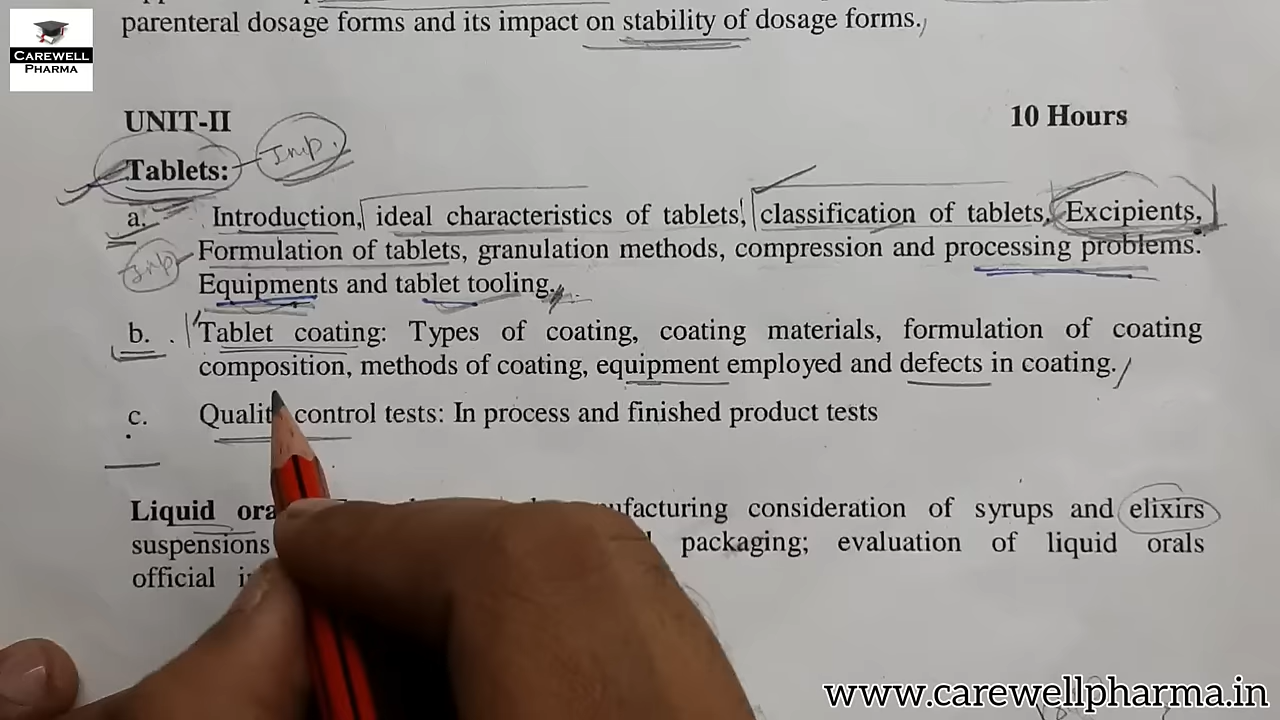 CAREWELL
PHARMA
parenteral dosage forms and its impact on stability of dosage forms.
UNIT-II 10 Hours
Tablets: Imp.
a. Introduction, ideal characteristics of tablets, classification of tablets, Excipients,
Imp Formulation of tablets, granulation methods, compression and processing problems.
Equipments and tablet tooling.
b. Tablet coating: Types of coating, coating materials, formulation of coating
composition, methods of coating, equipment employed and defects in coating.
c. control tests: In process and finished product tests
Liquid consideration of syrups and elixirs
suspensions packaging; evaluation of liquid orals
official
www.carewellpharma.in